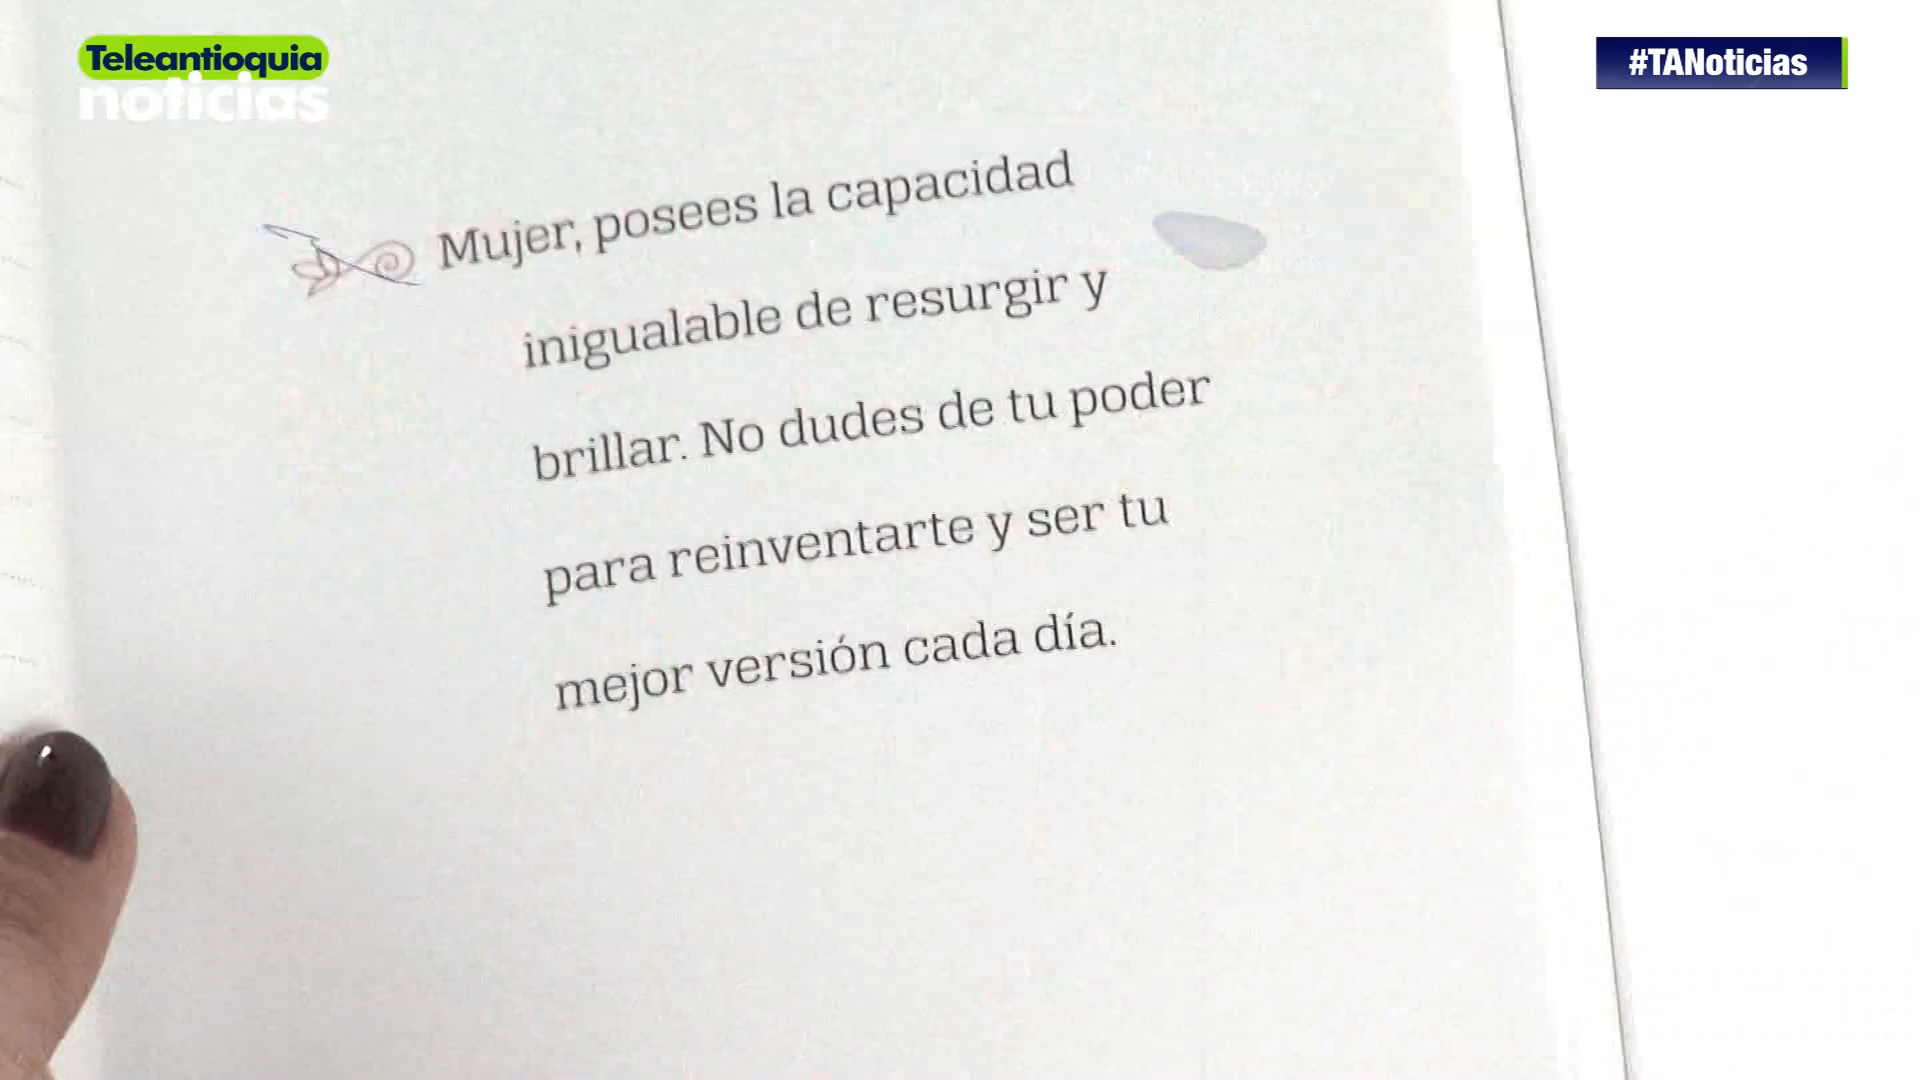 Teleantioquia
noticias
#TANoticias
Mujer, posees la capacidad
inigualable de resurgir y
brillar. No dudes de tu poder
para reinventarte y ser tu
mejor versión cada día.